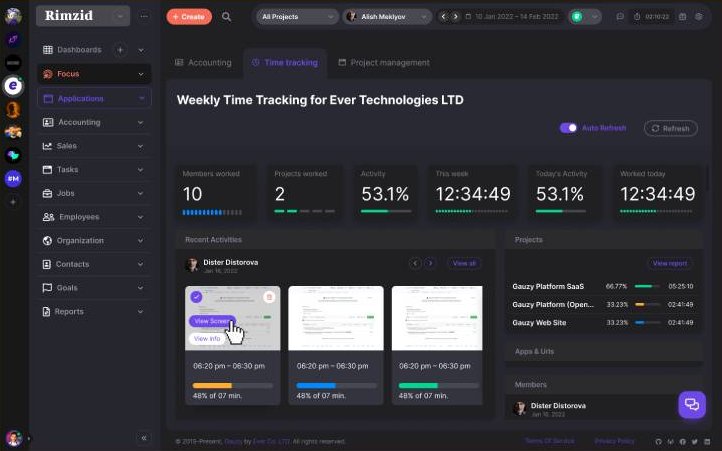 Rimzid
+ Create
All Projects
Alish Meklyov
10 Jan 2022 – 14 Feb 2022
02:10:22
Dashboards
Focus
Applications
Accounting
Sales
Tasks
Jobs
Employees
Organization
Contacts
Goals
Reports
#M
Accounting
Time tracking
Project management
Weekly Time Tracking for Ever Technologies LTD
Auto Refresh
Refresh
Members worked
10
Projects worked
2
Activity
53.1%
This week
12:34:49
Today's Activity
53.1%
Worked today
12:34:49
Recent Activities
Dister Distorova
Jan 16, 2022
View all
View Screen
View Info
06:20 pm – 06:30 pm
48% of 07 min.
06:20 pm – 06:30 pm
48% of 07 min.
06:20 pm – 06:30 pm
48% of 07 min.
Projects
View report
Gauzy Platform SaaS 66.77% 05:25:10
Gauzy Platform (Open... 33.23% 02:41:49
Gauzy Web Site 33.23% 02:41:49
Apps & Urls
Members
Dister Distorova
Jan 16, 2022
© 2019-Present, Gauzy by Ever Co. LTD. All rights reserved.
Terms Of Service
Privacy Policy